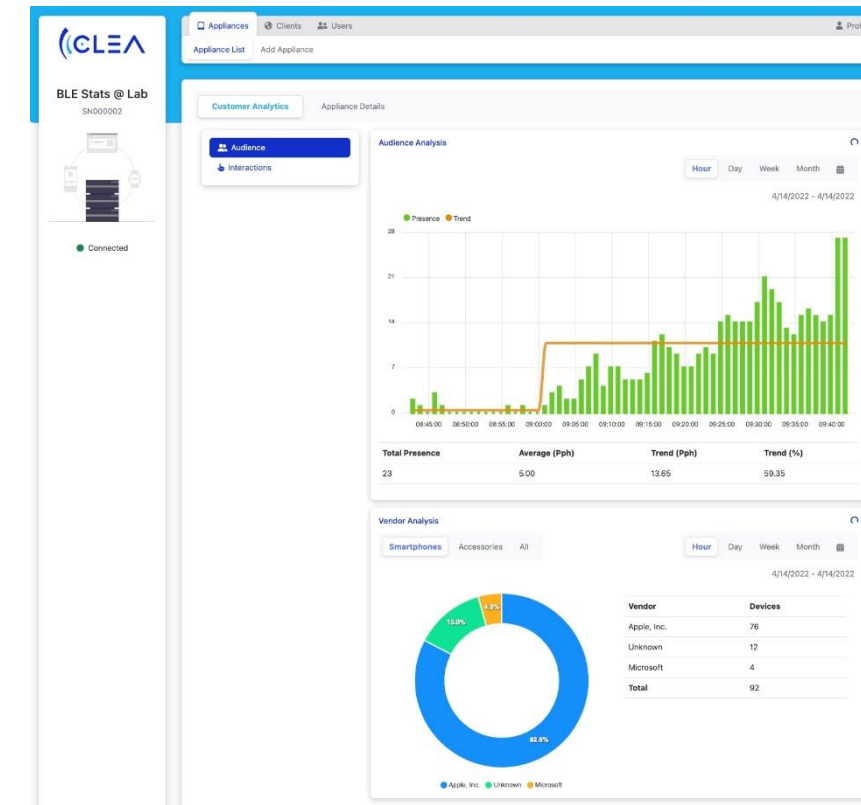 CLEA
BLE Stats @ Lab
SN000002
Connected
Appliances Clients Users
Appliance List Add Appliance
Customer Analytics Appliance Details
Audience
Interactions
Audience Analysis
Hour Day Week Month
4/14/2022 - 4/14/2022
Presence Trend
28
21
14
7
0
08:45:00 08:50:00 08:55:00 09:00:00 09:05:00 09:10:00 09:15:00 09:20:00 09:25:00 09:30:00 09:35:00 09:40:00
Total Presence Average (Pph) Trend (Pph) Trend (%)
23 5.00 13.65 59.35
Vendor Analysis
Smartphones Accessories All
Hour Day Week Month
4/14/2022 - 4/14/2022
4.3%
13.0%
Vendor Devices
Apple, Inc. 76
Unknown 12
Microsoft 4
Total 92
Apple, Inc. Unknown Microsoft